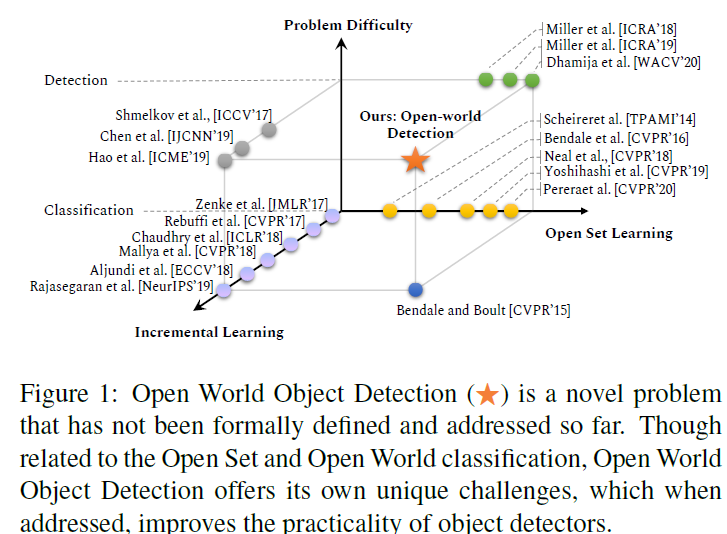 Problem Difficulty
Miller et al. [ICRA'18]
Miller et al. [ICRA'19]
Dhamija et al. [WACV'20]
Detection
Shmelkov et al., [ICCV'17]
Chen et al. [IJCNN'19]
Hao et al. [ICME'19]
Ours: Open-world
Detection
Scheireret al. [TPAMI'14]
Bendale et al. [CVPR'16]
Neal et al., [CVPR'18]
Yoshihashi et al. [CVPR'19]
Pereraet al. [CVPR'20]
Classification
Zenke et al. [JMLR'17]
Rebuffi et al. [CVPR'17]
Chaudhry et al. [ICLR'18]
Mallya et al. [CVPR'18]
Aljundi et al. [ECCV'18]
Rajasegaran et al. [NeurIPS'19]
Open Set Learning
Bendale and Boult [CVPR'15]
Incremental Learning
Figure 1: Open World Object Detection (★) is a novel problem
that has not been formally defined and addressed so far. Though
related to the Open Set and Open World classification, Open World
Object Detection offers its own unique challenges, which when
addressed, improves the practicality of object detectors.